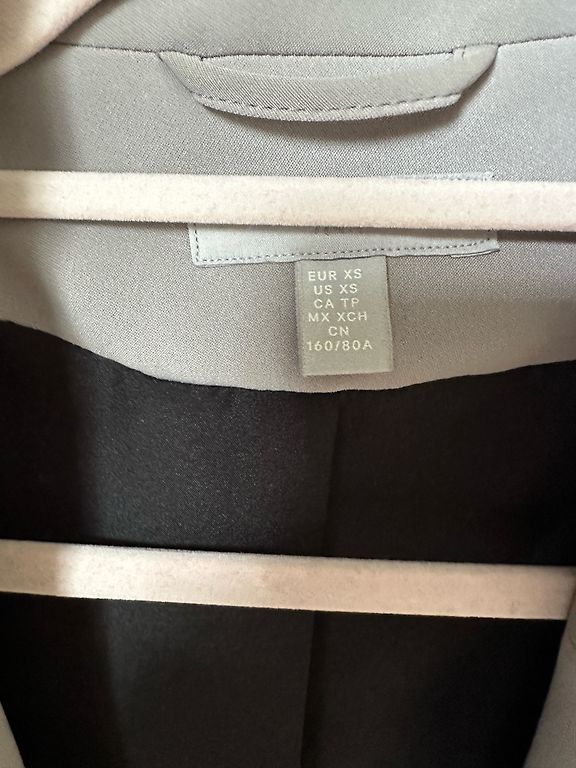 EUR XS
US XS
CA TP
MX XCH
CN
160/80A